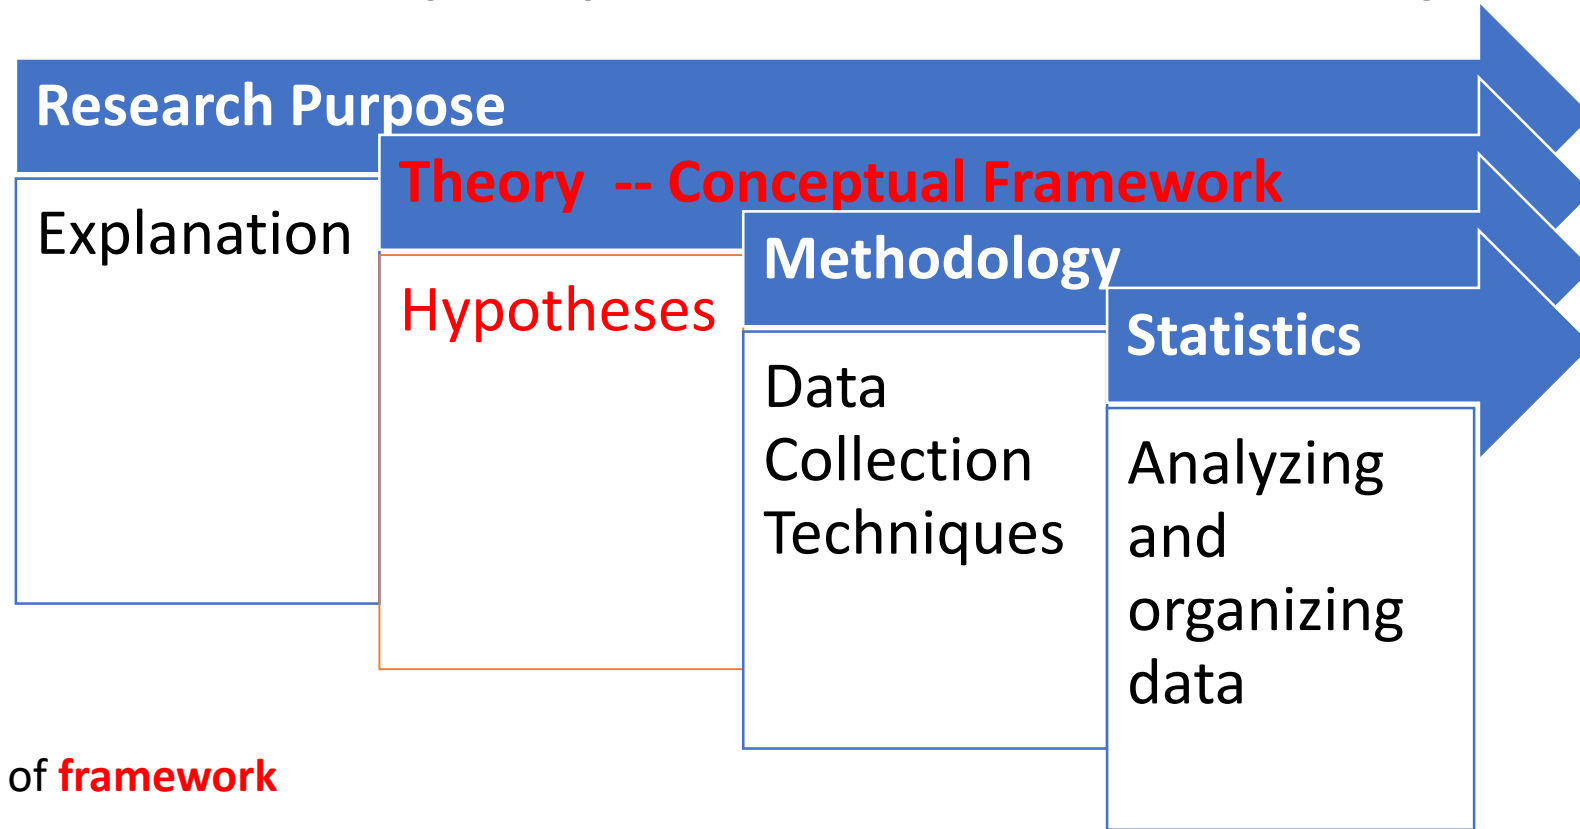 Research Purpose
Explanation
Theory -- Conceptual Framework
Hypotheses
Methodology
Data
Collection
Techniques
Statistics
Analyzing
and
organizing
data
of framework